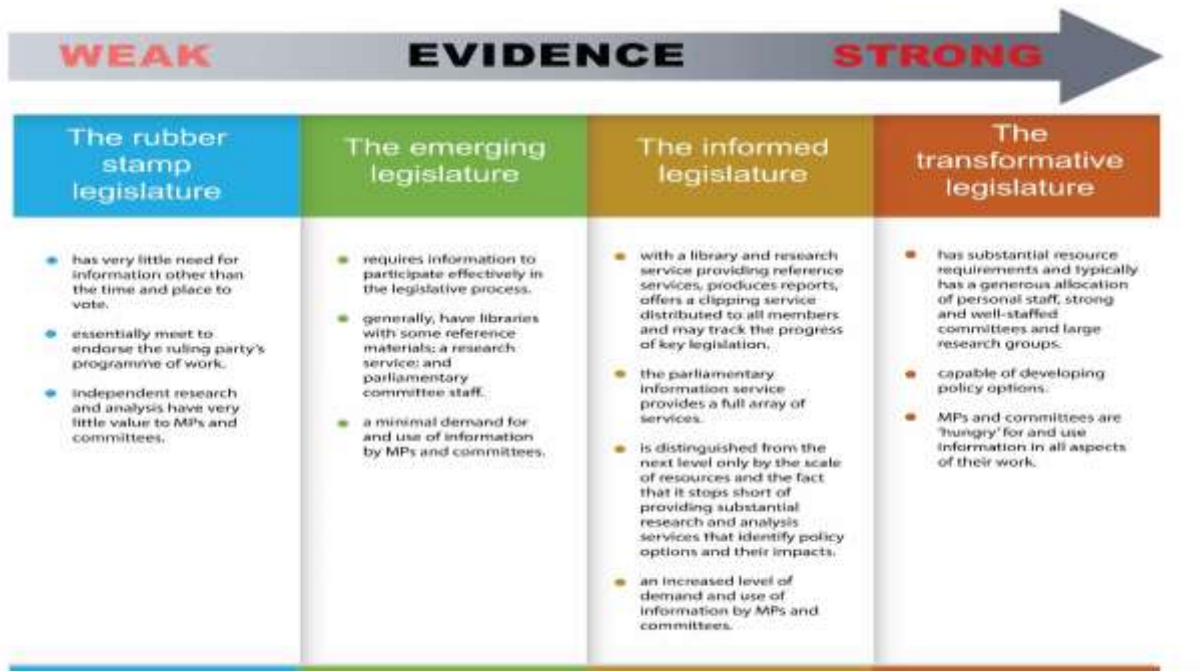 WEAK EVIDENCE STRONG
The rubber
stamp
legislature
has very little need for
information other than
the time and place to
vote.
essentially meet to
endorse the ruling party's
programme of work.
independent research
and analysis have very
little value to MPs and
committees.
The emerging
legislature
requires information to
participate effectively in
the legislative process.
generally, have libraries
with some reference
materials; a research
service; and
parliamentary
committee staff.
a minimal demand for
and use of information
by MPs and committees.
The informed
legislature
with a library and research
service providing reference
services, produces reports,
offers a clipping service
distributed to all members
and may track the progress
of key legislation.
the parliamentary
information service
provides a full array of
services.
is distinguished from the
next level only by the scale
of resources and the fact
that it stops short of
providing substantial
research and analysis
services that identify policy
options and their impacts.
an increased level of
demand and use of
information by MPs and
committees.
The
transformative
legislature
has substantial resource
requirements and typically
has a generous allocation
of personal staff, strong
and well-staffed
committees and large
research groups.
capable of developing
policy options.
MPs and committees are
'hungry' for and use
information in all aspects
of their work.